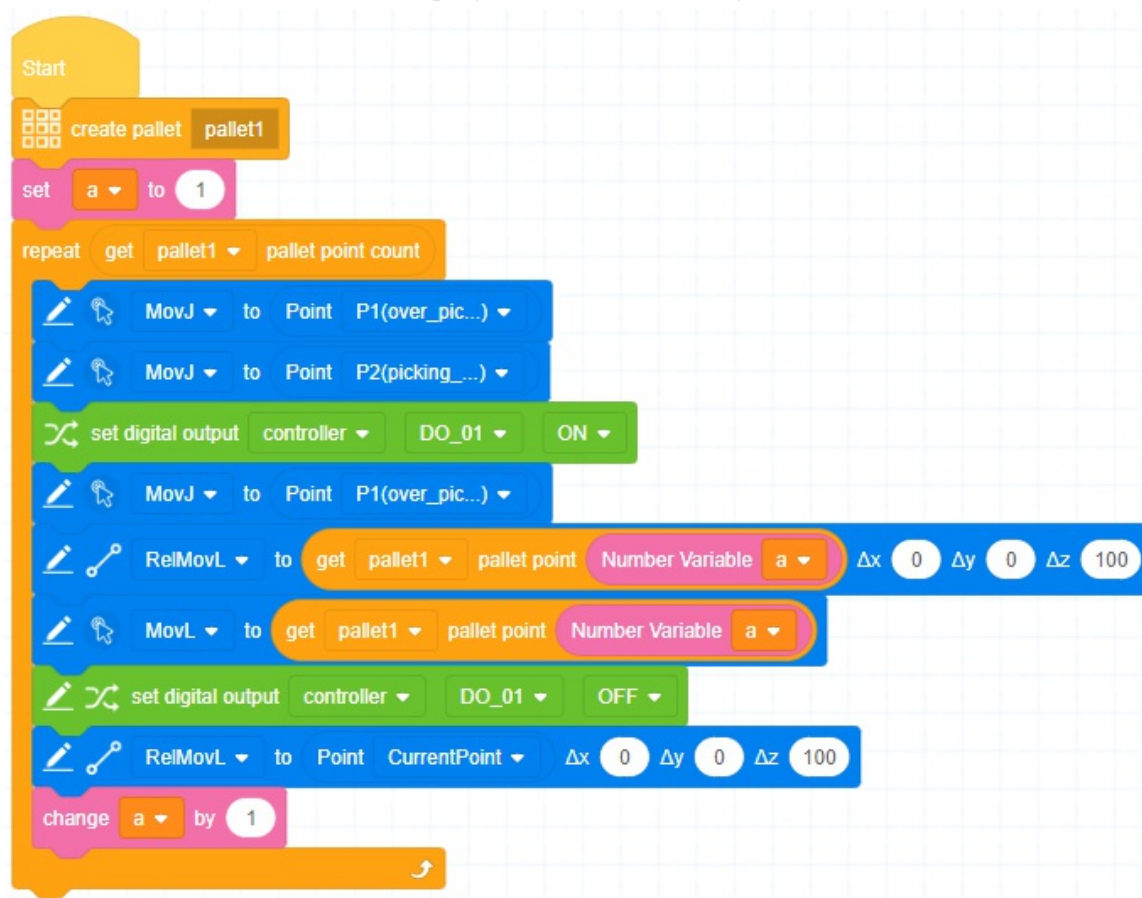 Start
create pallet pallet1
set a to 1
repeat get pallet1 pallet point count
MovJ to Point P1(over_pic...)
MovJ to Point P2(picking_...)
set digital output controller DO_01 ON
MovJ to Point P1(over_pic...)
RelMovL to get pallet1 pallet point Number Variable a Δx 0 Δy 0 Δz 100
MovL to get pallet1 pallet point Number Variable a
set digital output controller DO_01 OFF
RelMovL to Point CurrentPoint Δx 0 Δy 0 Δz 100
change a by 1